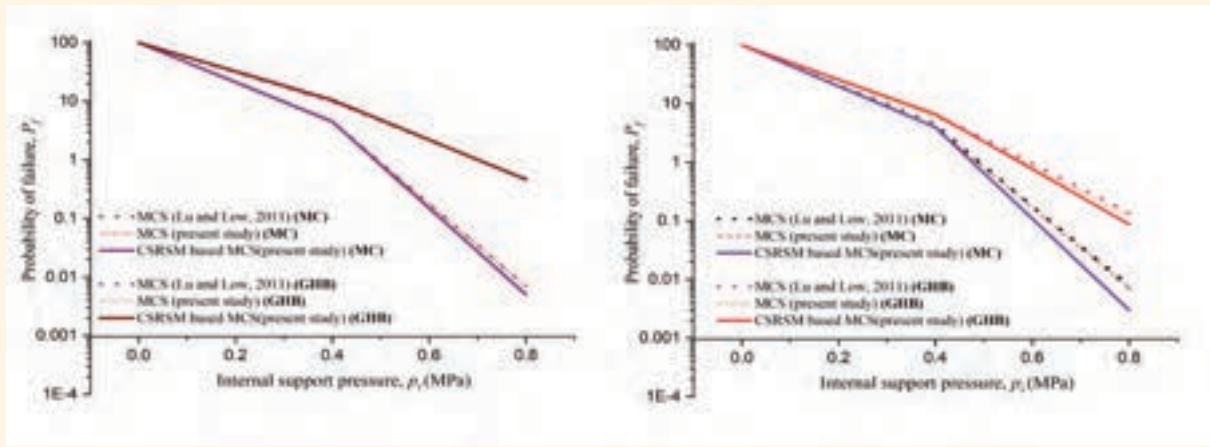 100
10
1
0.1
0.01
0.001
1E-4
Probability of failure, P_f
MCS (Lu and Low, 2011) (MC)
MCS (present study) (MC)
CSRSM based MCS(present study) (MC)
MCS (Lu and Low, 2011) (GHB)
MCS (present study) (GHB)
CSRSM based MCS(present study) (GHB)
0.0 0.2 0.4 0.6 0.8
Internal support pressure, p_i (MPa)
100
10
1
0.1
0.01
0.001
1E-4
Probability of failure, P_f
MCS (Lu and Low, 2011) (MC)
MCS (present study) (MC)
CSRSM based MCS(present study) (MC)
MCS (Lu and Low, 2011) (GHB)
MCS (present study) (GHB)
CSRSM based MCS(present study) (GHB)
0.0 0.2 0.4 0.6 0.8
Internal support pressure, p_i (MPa)